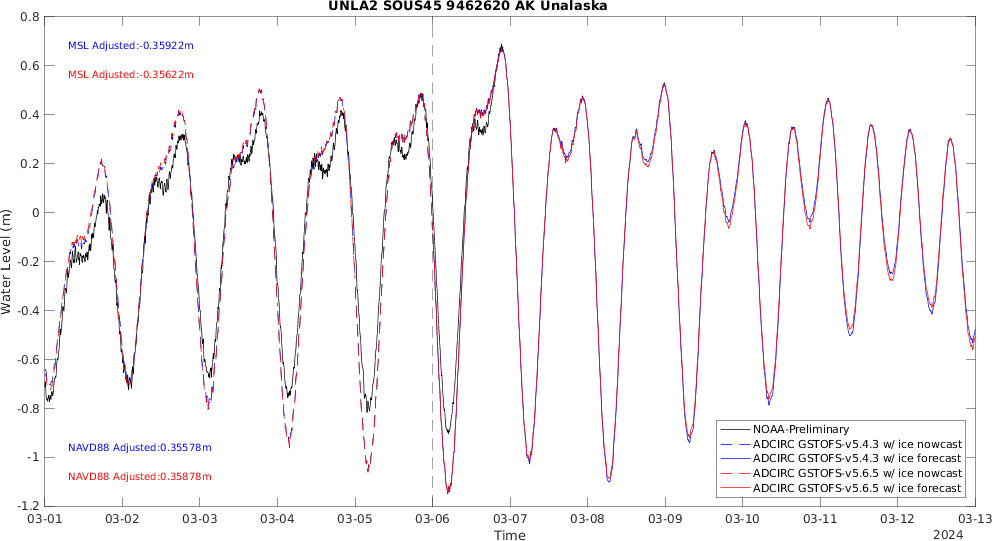 UNLA2 SOUS45 9462620 AK Unalaska
MSL Adjusted:-0.35922m
MSL Adjusted:-0.35622m
NAVD88 Adjusted:0.35578m
NAVD88 Adjusted:0.35878m
Water Level (m)
0.8
0.6
0.4
0.2
0
-0.2
-0.4
-0.6
-0.8
-1
-1.2
NOAA-Preliminary
ADCIRC GSTOFS-v5.4.3 w/ ice nowcast
ADCIRC GSTOFS-v5.4.3 w/ ice forecast
ADCIRC GSTOFS-v5.6.5 w/ ice nowcast
ADCIRC GSTOFS-v5.6.5 w/ ice forecast
03-01 03-02 03-03 03-04 03-05 03-06 03-07 03-08 03-09 03-10 03-11 03-12 03-13
Time
2024